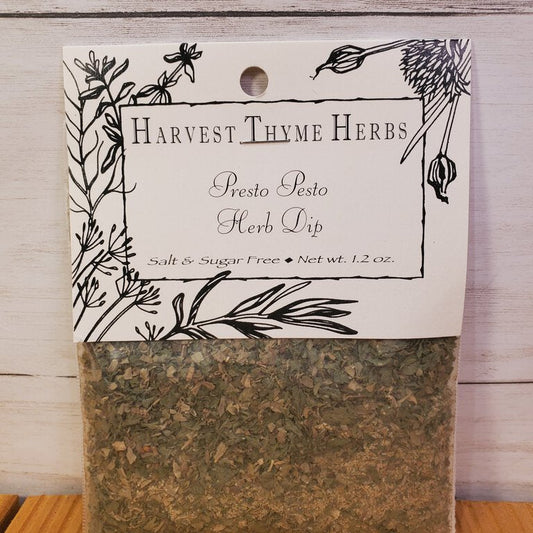 Harvest Thyme Herbs
Presto Pesto
Herb Dip
Salt & Sugar Free ♦ Net wt. 1.2 oz.